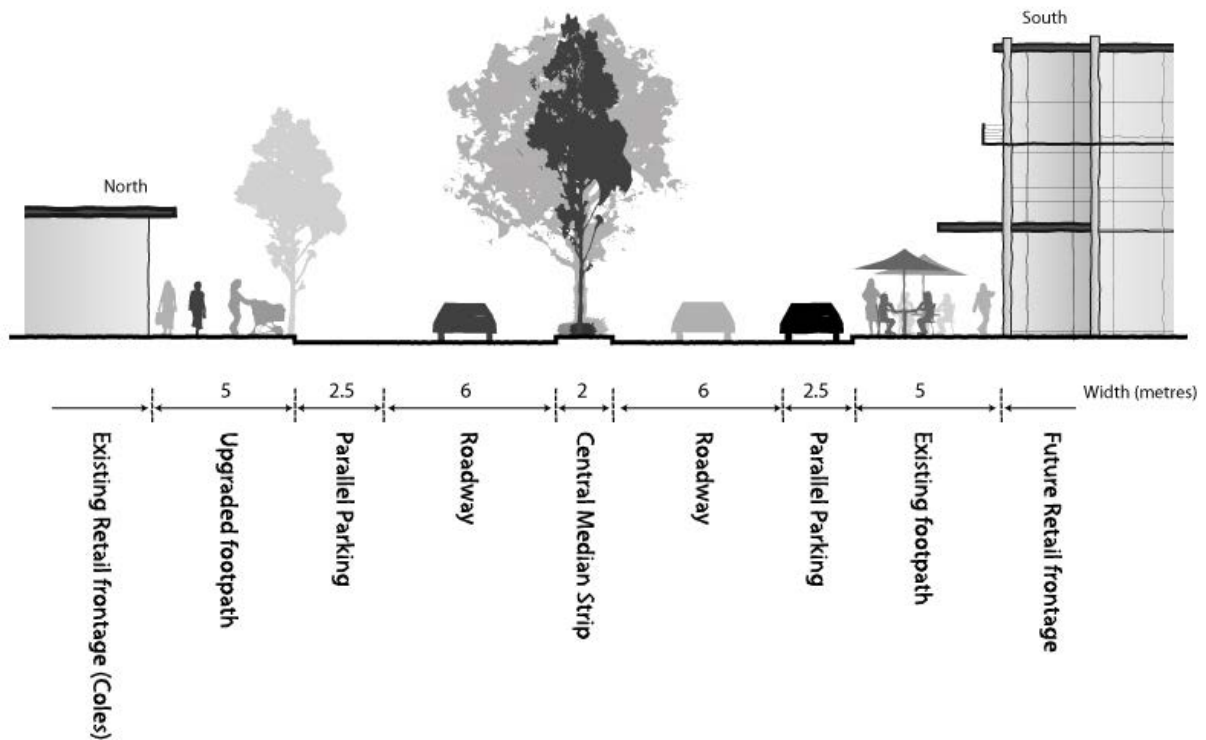 South
North
5
2.5
6
2
6
2.5
5
Width (metres)
Existing Retail frontage (Coles)
Upgraded footpath
Parallel Parking
Roadway
Central Median Strip
Roadway
Parallel Parking
Existing footpath
Future Retail frontage